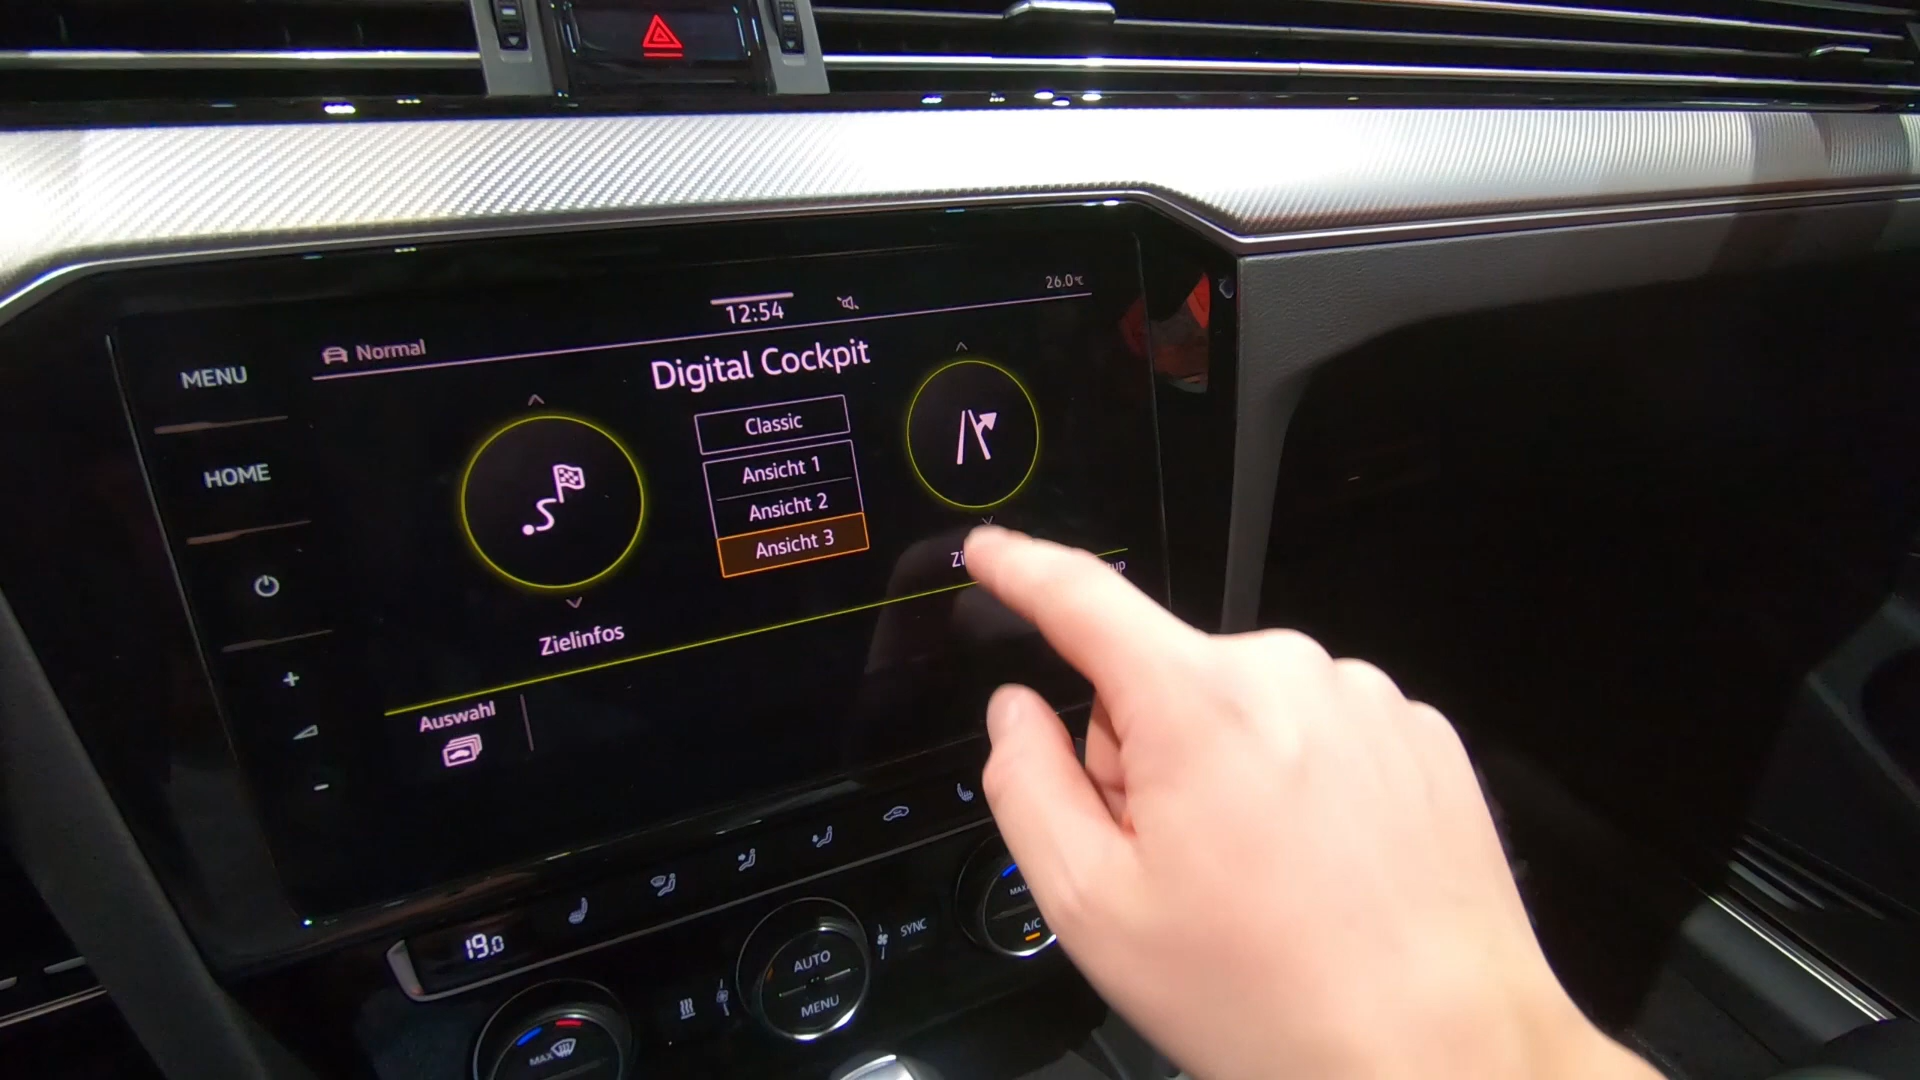 12:54
26.0°C
Normal
MENU
Digital Cockpit
Classic
HOME
Ansicht 1
Ansicht 2
Ansicht 3
Zielinfos
+
Auswahl
-
19.0
SYNC
AUTO
MENU
MAX
A/C
MAX